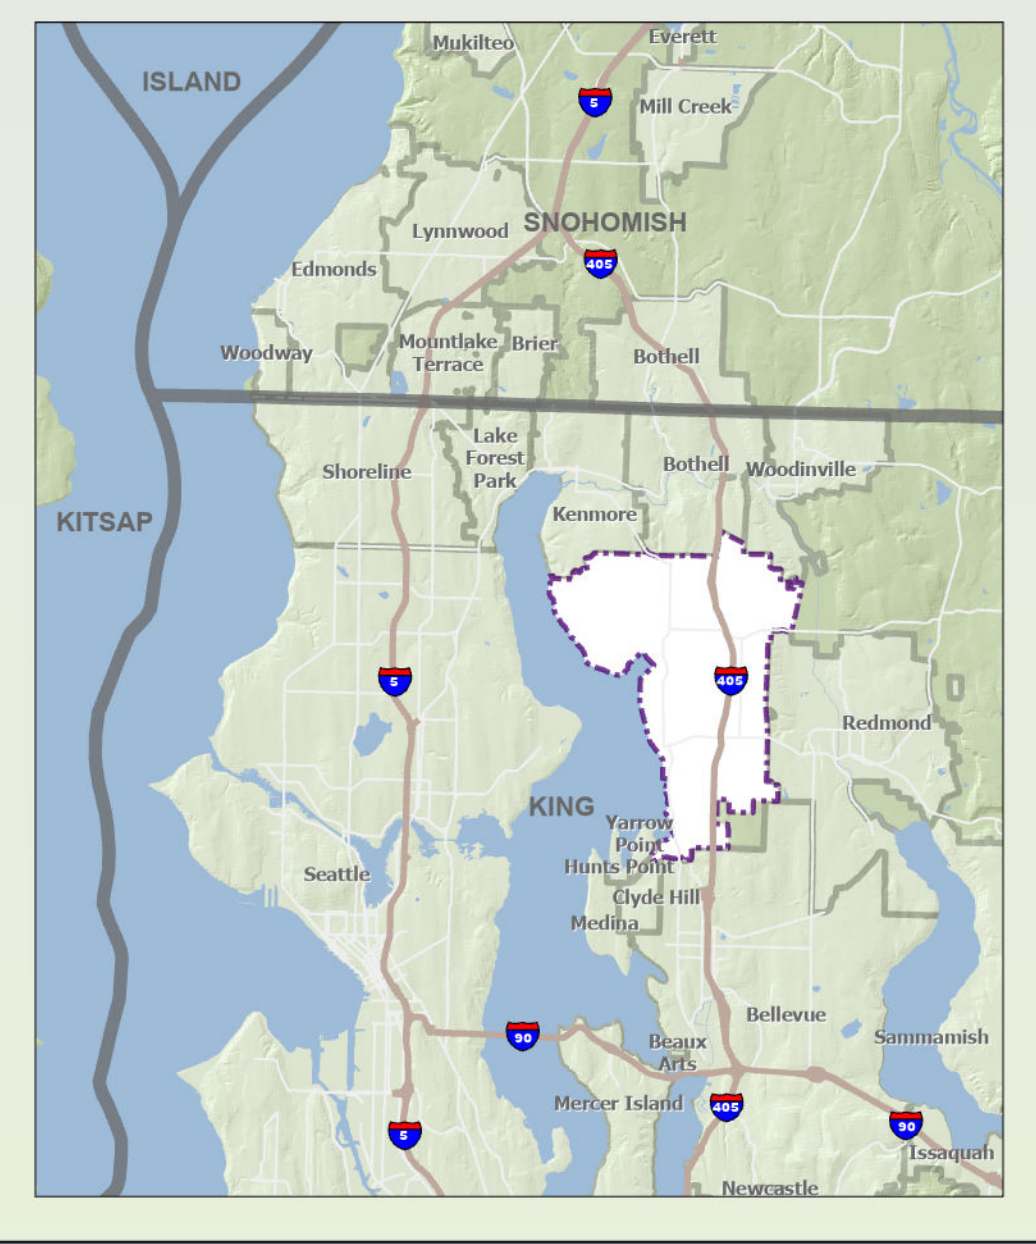 Mukilteo
Everett
ISLAND
5
Mill Creek
Lynnwood
SNOHOMISH
405
Edmonds
Woodway
Mountlake
Terrace
Brier
Bothell
Lake
Forest
Park
Shoreline
Bothell
Woodinville
KITSAP
Kenmore
5
405
Redmond
KING
Yarrow
Point
Hunts Point
Seattle
Clyde Hill
Medina
Bellevue
90
Beaux
Arts
Sammamish
Mercer Island
405
5
90
Issaquah
Newcastle